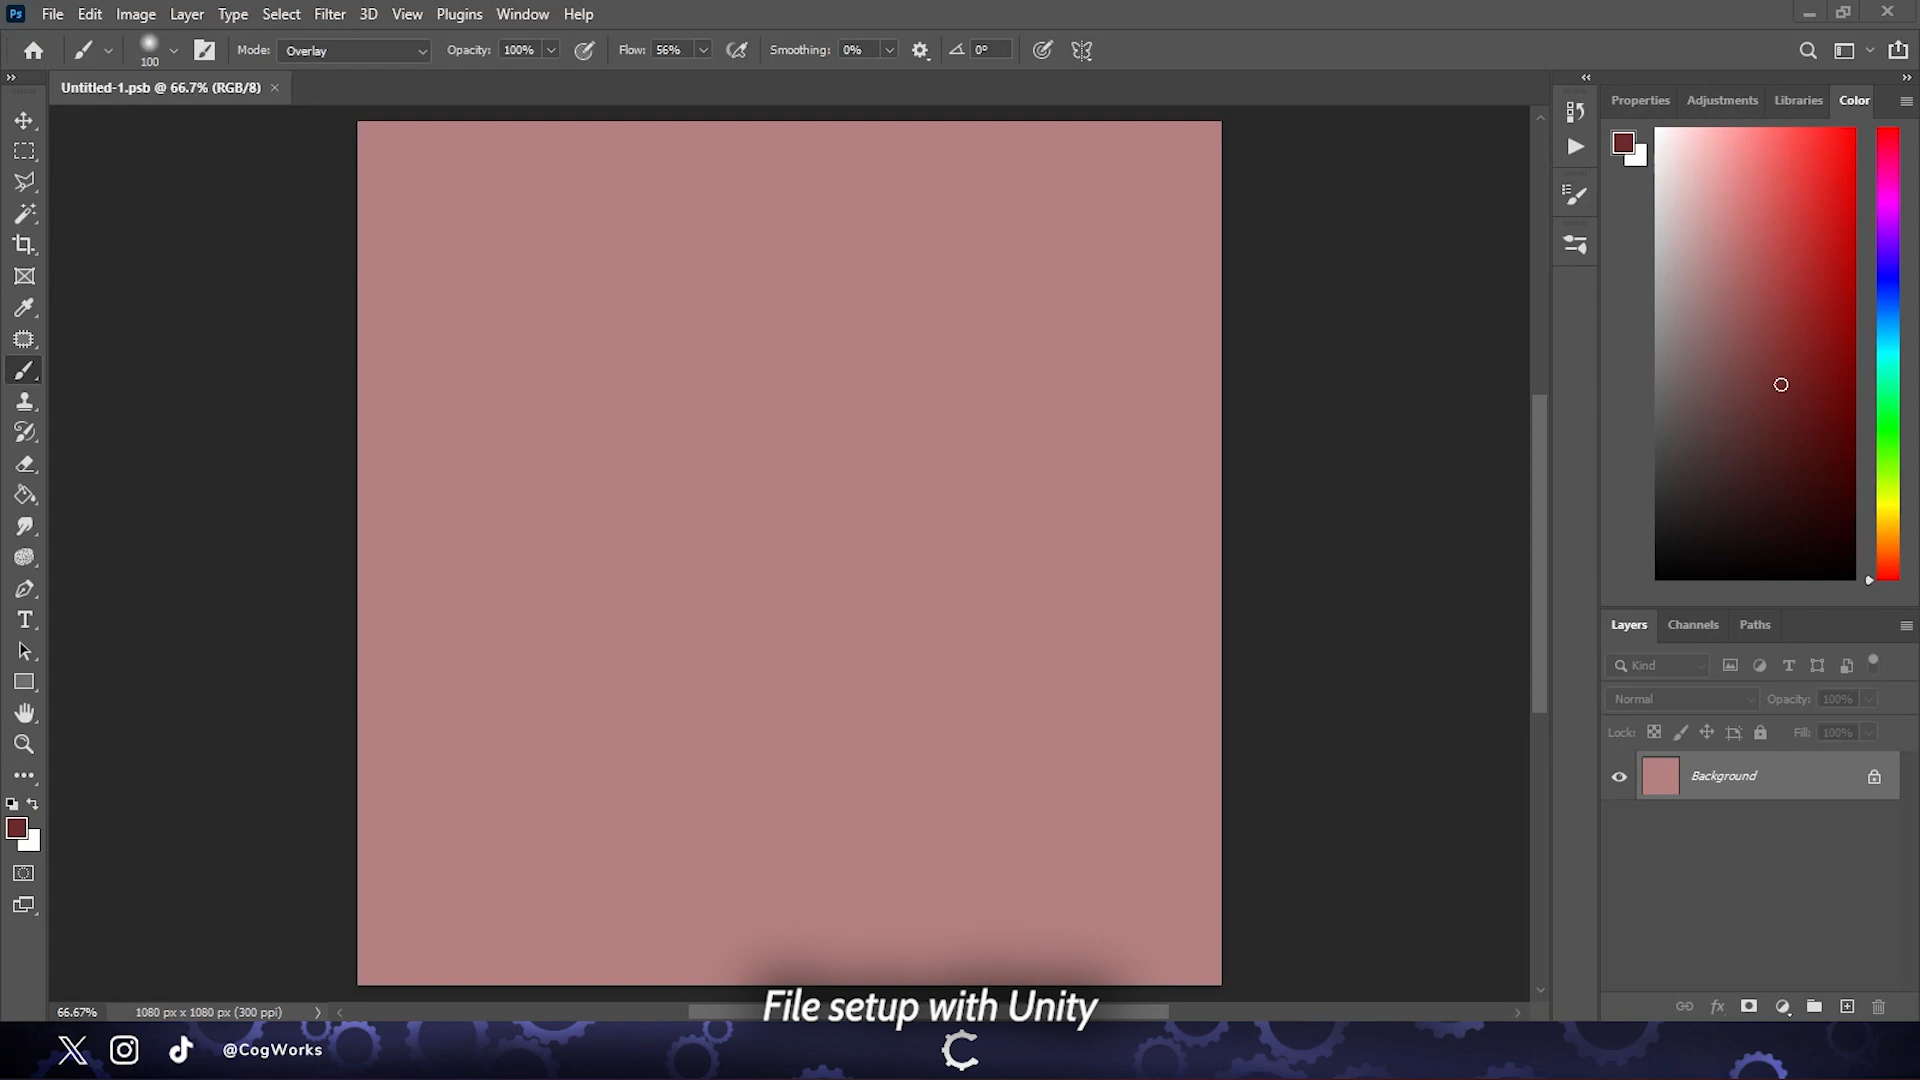 Ps File Edit Image Layer Type Select Filter 3D View Plugins Window Help
100 Mode: Overlay Opacity: 100% Flow: 56% Smoothing: 0% 0°
Untitled-1.psb @ 66.7% (RGB/8) ×
Properties Adjustments Libraries Color
Layers Channels Paths
Kind
Normal Opacity: 100%
Lock: Fill: 100%
Background
fx
66.67% 1080 px x 1080 px (300 ppi)
File setup with Unity
@CogWorks